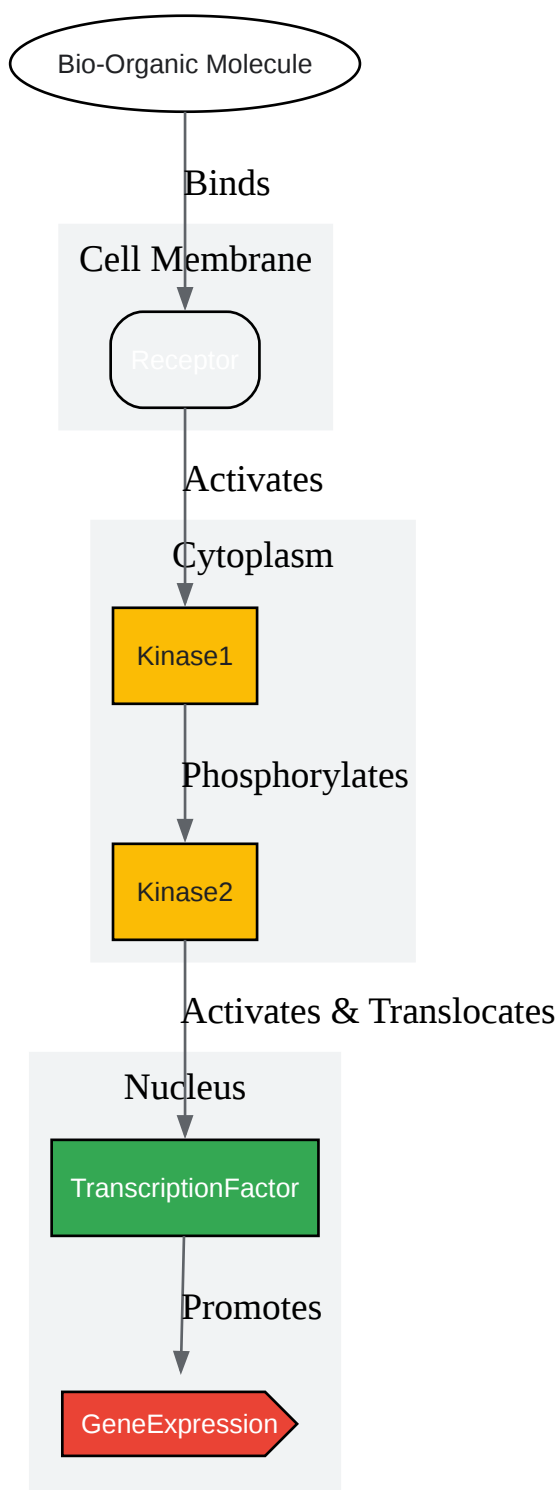 Bio-Organic Molecule
Binds
Cell Membrane
Receptor
Activates
Cytoplasm
Kinase1
Phosphorylates
Kinase2
Activates & Translocates
Nucleus
TranscriptionFactor
Promotes
GeneExpression